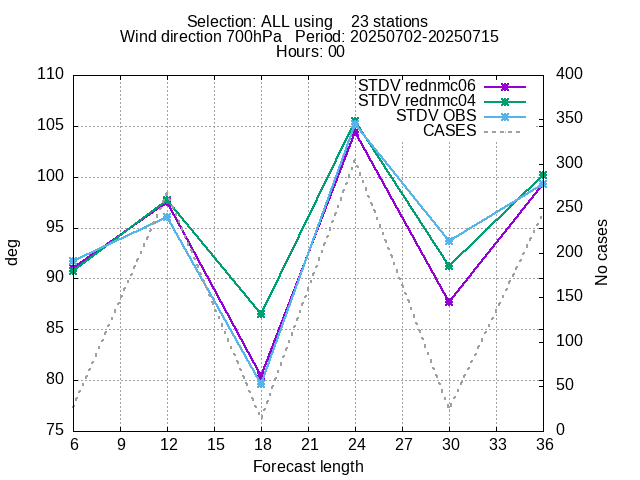 Selection: ALL using    23 stations
Wind direction 700hPa   Period: 20250702-20250715
Hours: 00
STDV rednmc06
STDV rednmc04
STDV OBS
CASES
110
105
100
95
90
85
80
75
deg
400
350
300
250
200
150
100
50
0
No cases
6 9 12 15 18 21 24 27 30 33 36
Forecast length